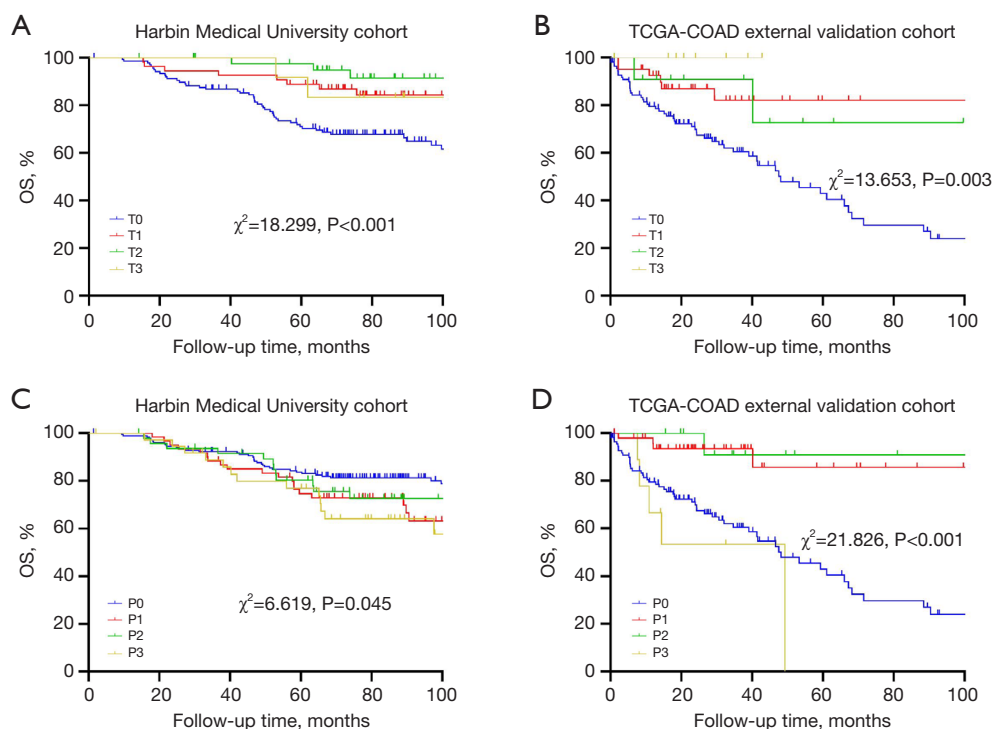 A
Harbin Medical University cohort
100
80
60
40
20
0
OS, %
T0
T1
T2
T3
χ²=18.299, P<0.001
0 20 40 60 80 100
Follow-up time, months
B
TCGA-COAD external validation cohort
100
80
60
40
20
0
OS, %
T0
T1
T2
T3
χ²=13.653, P=0.003
0 20 40 60 80 100
Follow-up time, months
C
Harbin Medical University cohort
100
80
60
40
20
0
OS, %
P0
P1
P2
P3
χ²=6.619, P=0.045
0 20 40 60 80 100
Follow-up time, months
D
TCGA-COAD external validation cohort
100
80
60
40
20
0
OS, %
P0
P1
P2
P3
χ²=21.826, P<0.001
0 20 40 60 80 100
Follow-up time, months